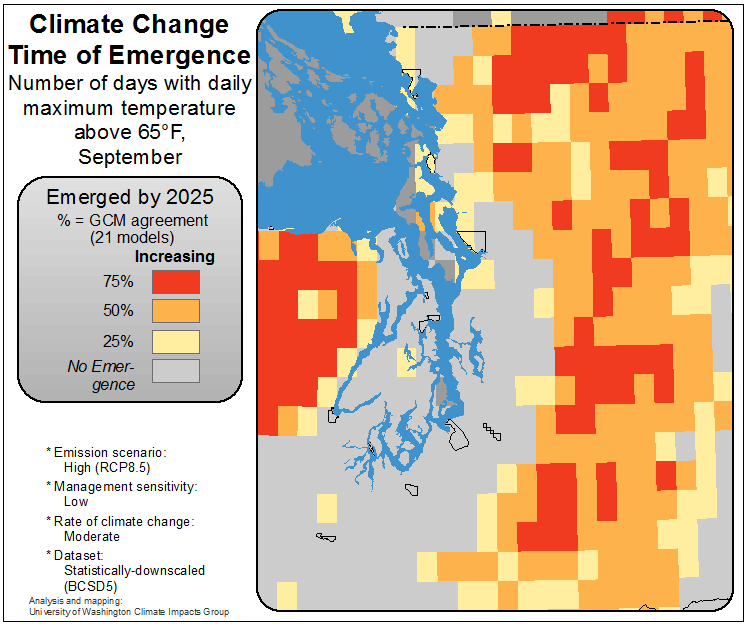 Climate Change
Time of Emergence
Number of days with daily
maximum temperature
above 65°F,
September
Emerged by 2025
% = GCM agreement
(21 models)
Increasing
75%
50%
25%
No Emer-
gence
* Emission scenario:
High (RCP8.5)
* Management sensitivity:
Low
* Rate of climate change:
Moderate
* Dataset:
Statistically-downscaled
(BCSD5)
Analysis and mapping:
University of Washington Climate Impacts Group